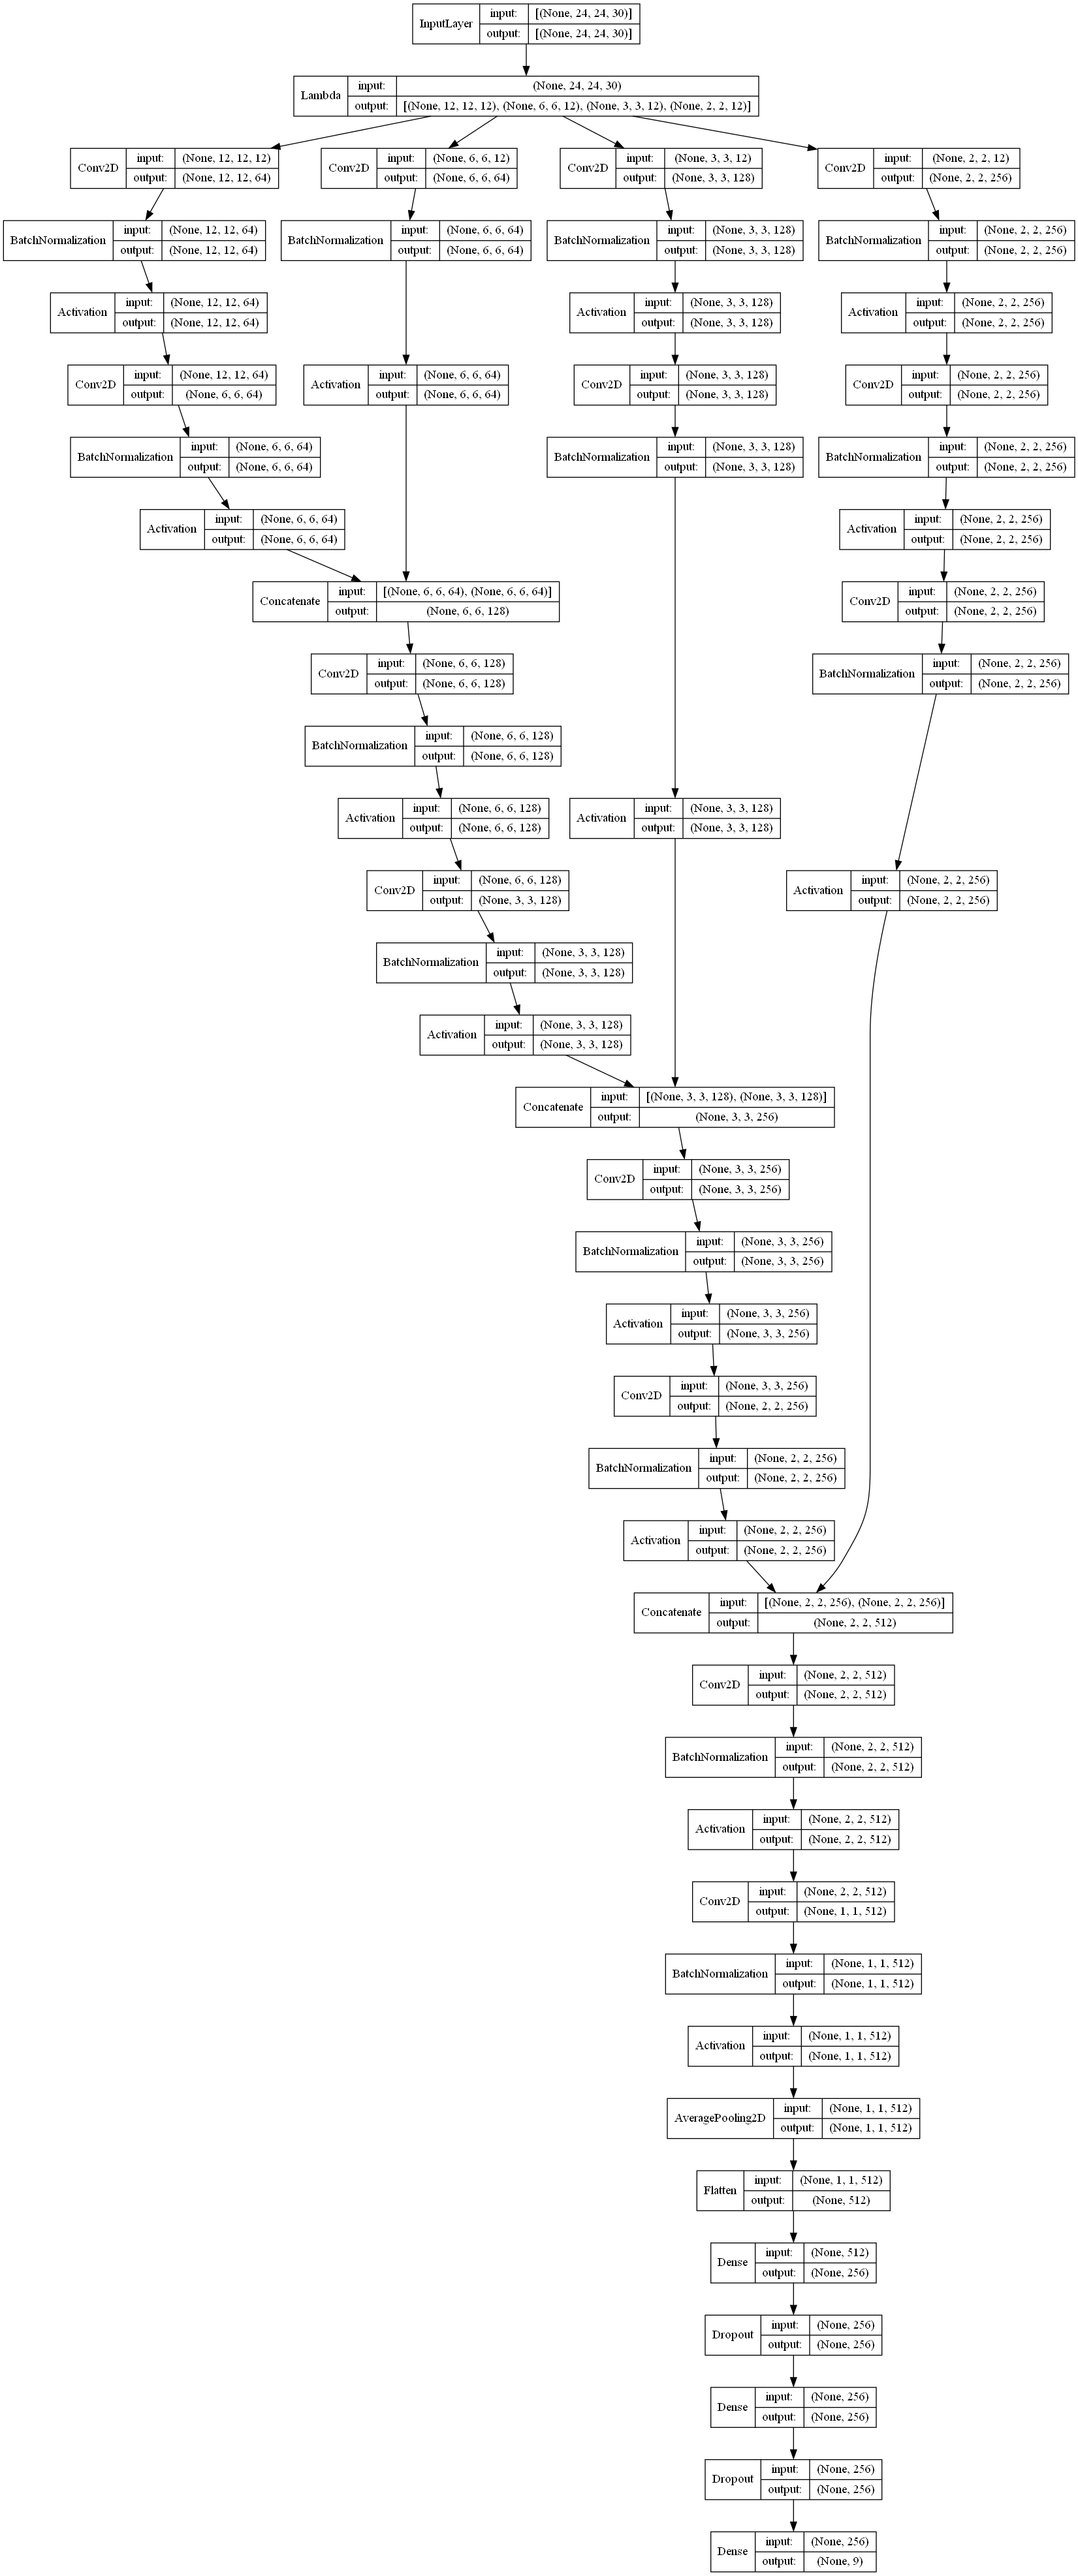 InputLayer input: [(None, 24, 24, 30)]
output: [(None, 24, 24, 30)]
Lambda input: (None, 24, 24, 30)
output: [(None, 12, 12, 12), (None, 6, 6, 12), (None, 3, 3, 12), (None, 2, 2, 12)]
Conv2D input: (None, 12, 12, 12)
output: (None, 12, 12, 64)
Conv2D input: (None, 6, 6, 12)
output: (None, 6, 6, 64)
Conv2D input: (None, 3, 3, 12)
output: (None, 3, 3, 128)
Conv2D input: (None, 2, 2, 12)
output: (None, 2, 2, 256)
BatchNormalization input: (None, 12, 12, 64)
output: (None, 12, 12, 64)
BatchNormalization input: (None, 6, 6, 64)
output: (None, 6, 6, 64)
BatchNormalization input: (None, 3, 3, 128)
output: (None, 3, 3, 128)
BatchNormalization input: (None, 2, 2, 256)
output: (None, 2, 2, 256)
Activation input: (None, 12, 12, 64)
output: (None, 12, 12, 64)
Activation input: (None, 3, 3, 128)
output: (None, 3, 3, 128)
Activation input: (None, 2, 2, 256)
output: (None, 2, 2, 256)
Conv2D input: (None, 12, 12, 64)
output: (None, 6, 6, 64)
Activation input: (None, 6, 6, 64)
output: (None, 6, 6, 64)
Conv2D input: (None, 3, 3, 128)
output: (None, 3, 3, 128)
Conv2D input: (None, 2, 2, 256)
output: (None, 2, 2, 256)
BatchNormalization input: (None, 6, 6, 64)
output: (None, 6, 6, 64)
BatchNormalization input: (None, 3, 3, 128)
output: (None, 3, 3, 128)
BatchNormalization input: (None, 2, 2, 256)
output: (None, 2, 2, 256)
Activation input: (None, 6, 6, 64)
output: (None, 6, 6, 64)
Activation input: (None, 2, 2, 256)
output: (None, 2, 2, 256)
Concatenate input: [(None, 6, 6, 64), (None, 6, 6, 64)]
output: (None, 6, 6, 128)
Conv2D input: (None, 2, 2, 256)
output: (None, 2, 2, 256)
Conv2D input: (None, 6, 6, 128)
output: (None, 6, 6, 128)
BatchNormalization input: (None, 2, 2, 256)
output: (None, 2, 2, 256)
BatchNormalization input: (None, 6, 6, 128)
output: (None, 6, 6, 128)
Activation input: (None, 6, 6, 128)
output: (None, 6, 6, 128)
Activation input: (None, 3, 3, 128)
output: (None, 3, 3, 128)
Conv2D input: (None, 6, 6, 128)
output: (None, 3, 3, 128)
Activation input: (None, 2, 2, 256)
output: (None, 2, 2, 256)
BatchNormalization input: (None, 3, 3, 128)
output: (None, 3, 3, 128)
Activation input: (None, 3, 3, 128)
output: (None, 3, 3, 128)
Concatenate input: [(None, 3, 3, 128), (None, 3, 3, 128)]
output: (None, 3, 3, 256)
Conv2D input: (None, 3, 3, 256)
output: (None, 3, 3, 256)
BatchNormalization input: (None, 3, 3, 256)
output: (None, 3, 3, 256)
Activation input: (None, 3, 3, 256)
output: (None, 3, 3, 256)
Conv2D input: (None, 3, 3, 256)
output: (None, 2, 2, 256)
BatchNormalization input: (None, 2, 2, 256)
output: (None, 2, 2, 256)
Activation input: (None, 2, 2, 256)
output: (None, 2, 2, 256)
Concatenate input: [(None, 2, 2, 256), (None, 2, 2, 256)]
output: (None, 2, 2, 512)
Conv2D input: (None, 2, 2, 512)
output: (None, 2, 2, 512)
BatchNormalization input: (None, 2, 2, 512)
output: (None, 2, 2, 512)
Activation input: (None, 2, 2, 512)
output: (None, 2, 2, 512)
Conv2D input: (None, 2, 2, 512)
output: (None, 1, 1, 512)
BatchNormalization input: (None, 1, 1, 512)
output: (None, 1, 1, 512)
Activation input: (None, 1, 1, 512)
output: (None, 1, 1, 512)
AveragePooling2D input: (None, 1, 1, 512)
output: (None, 1, 1, 512)
Flatten input: (None, 1, 1, 512)
output: (None, 512)
Dense input: (None, 512)
output: (None, 256)
Dropout input: (None, 256)
output: (None, 256)
Dense input: (None, 256)
output: (None, 256)
Dropout input: (None, 256)
output: (None, 256)
Dense input: (None, 256)
output: (None, 9)